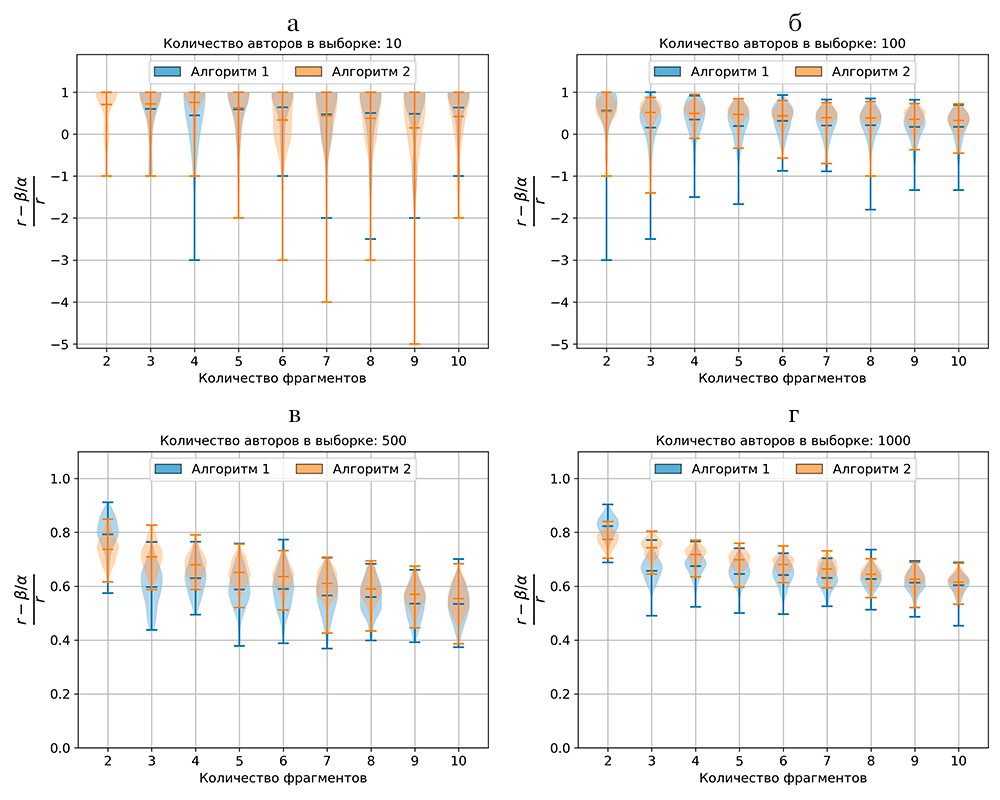 а
Количество авторов в выборке: 10
Алгоритм 1
Алгоритм 2
1
0
−1
−2
−3
−4
−5
r − β/α
r
2 3 4 5 6 7 8 9 10
Количество фрагментов
б
Количество авторов в выборке: 100
Алгоритм 1
Алгоритм 2
1
0
−1
−2
−3
−4
−5
r − β/α
r
2 3 4 5 6 7 8 9 10
Количество фрагментов
в
Количество авторов в выборке: 500
Алгоритм 1
Алгоритм 2
1.0
0.8
0.6
0.4
0.2
0.0
r − β/α
r
2 3 4 5 6 7 8 9 10
Количество фрагментов
г
Количество авторов в выборке: 1000
Алгоритм 1
Алгоритм 2
1.0
0.8
0.6
0.4
0.2
0.0
r − β/α
r
2 3 4 5 6 7 8 9 10
Количество фрагментов